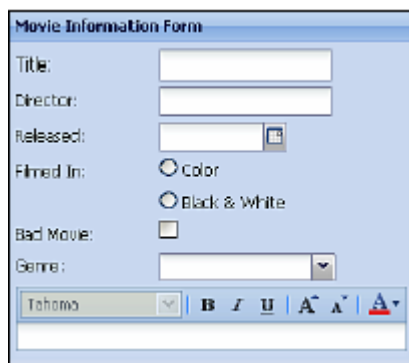 Movie Information Form
Title:
Director:
Released:
Filmed In:
Color
Black & White
Bad Movie:
Genre:
Tahoma B I U A A A